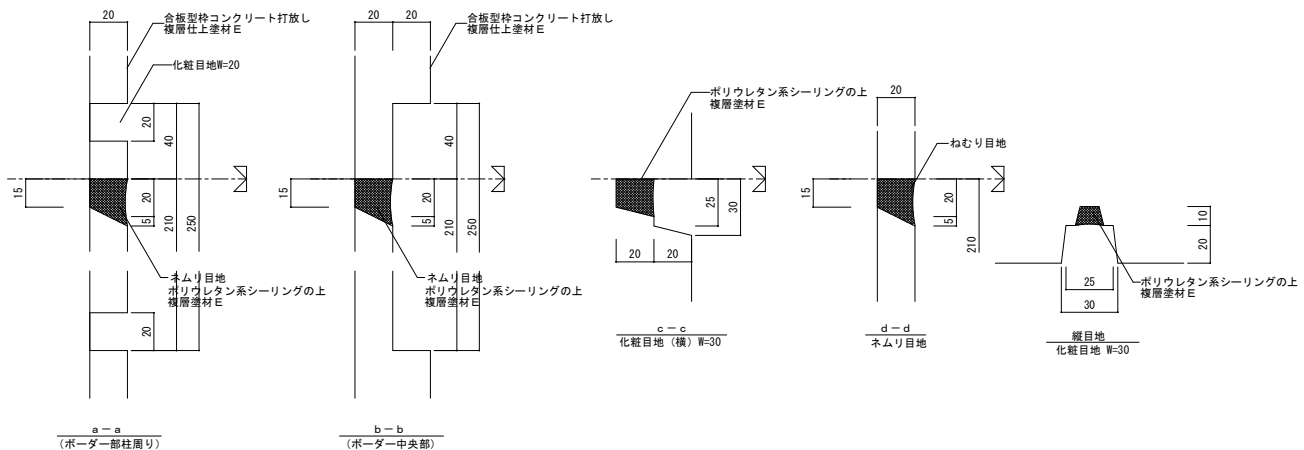 20
合板型枠コンクリート打放し
複層仕上塗材Ｅ
化粧目地W=20
20
40
15
20
5
210
250
ネムリ目地
ポリウレタン系シーリングの上
複層塗材Ｅ
20
ａ－ａ
(ボーダー部柱周り)
20
20
合板型枠コンクリート打放し
複層仕上塗材Ｅ
40
15
20
5
210
250
ネムリ目地
ポリウレタン系シーリングの上
複層塗材Ｅ
ｂ－ｂ
(ボーダー中央部)
ポリウレタン系シーリングの上
複層塗材Ｅ
25
30
20
20
ｃ－ｃ
化粧目地（横）W=30
20
ねむり目地
15
20
5
210
ｄ－ｄ
ネムリ目地
10
20
25
30
ポリウレタン系シーリングの上
複層塗材Ｅ
縦目地
化粧目地 W=30